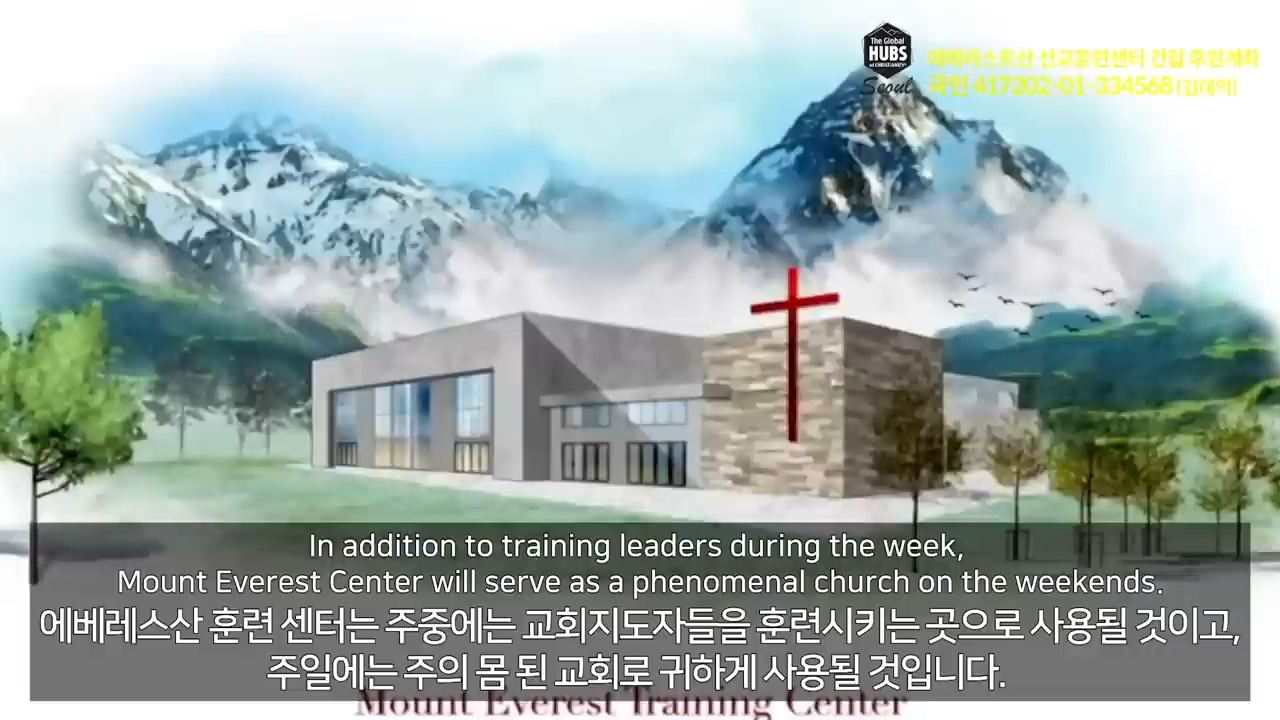 The Global
HUBS
of CHRISTIANITY
Seoul
에베레스트산 선교훈련센터 건립 후원계좌
국민 417202-01-334568 (김대역)
In addition to training leaders during the week,
Mount Everest Center will serve as a phenomenal church on the weekends.
에베레스산 훈련 센터는 주중에는 교회지도자들을 훈련시키는 곳으로 사용될 것이고,
주일에는 주의 몸 된 교회로 귀하게 사용될 것입니다.
Mount Everest Training Center